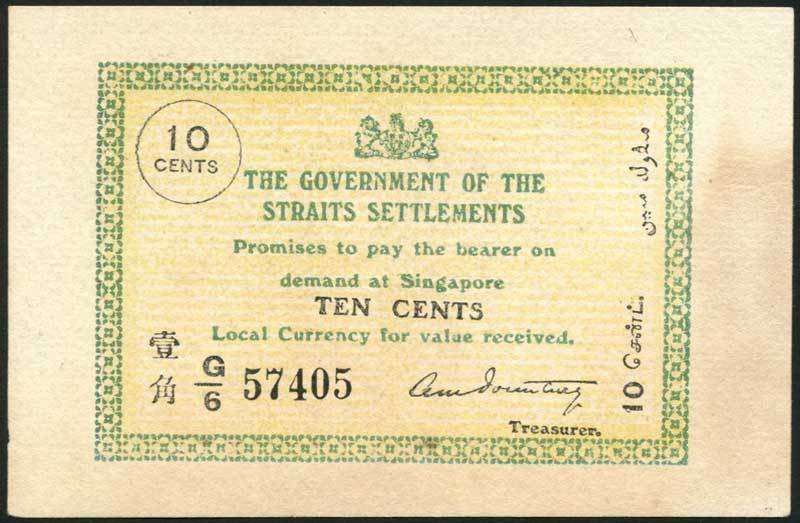 10
CENTS
THE GOVERNMENT OF THE
STRAITS SETTLEMENTS
Promises to pay the bearer on
demand at Singapore
TEN CENTS
Local Currency for value received.
壹
角
G/6 57405
Treasurer.
10 சென்ட்.